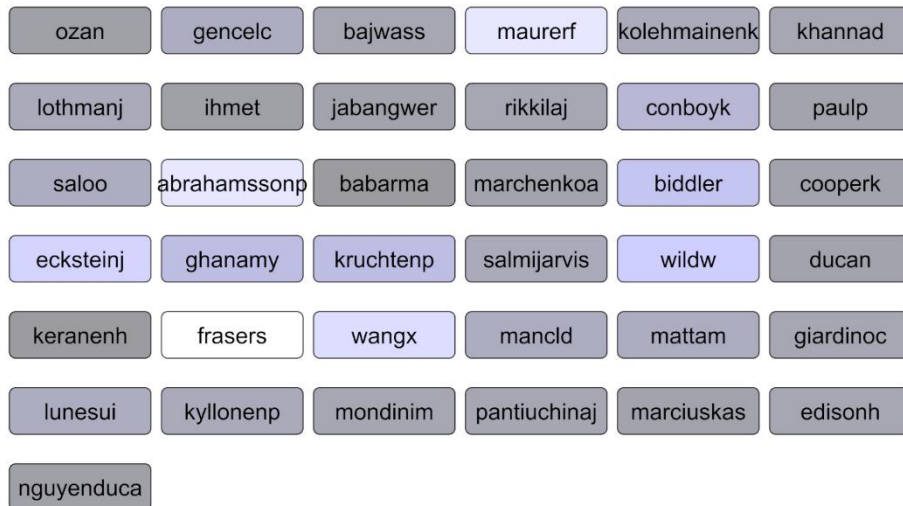 ozan gencelc bajwass maurerf kolehmainenk khannad
lothmanj ihmet jabangwer rikkilaj conboyk paulp
saloo abrahamssonp babarma marchenkoa biddler cooperk
ecksteinj ghanamy kruchtenp salmijarvis wildw ducan
keranenh frasers wangx mancld mattam giardinoc
lunesui kyllonenp mondinim pantiuchinaj marciuskas edisonh
nguyenduca